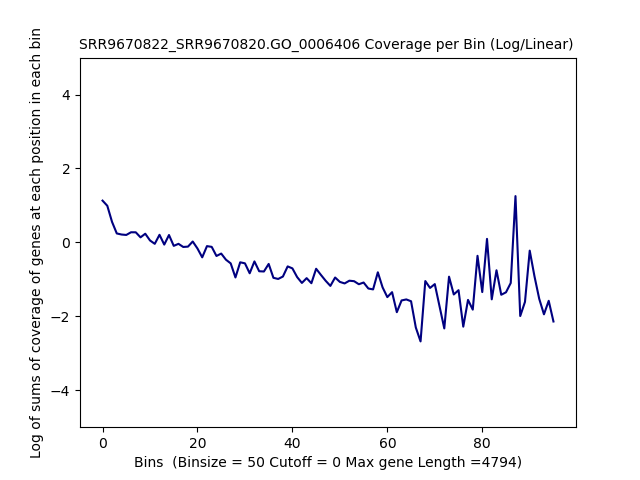 SRR9670822_SRR9670820.GO_0006406 Coverage per Bin (Log/Linear)
Log of sums of coverage of genes at each position in each bin
4
2
0
−2
−4
0 20 40 60 80
Bins  (Binsize = 50 Cutoff = 0 Max gene Length =4794)